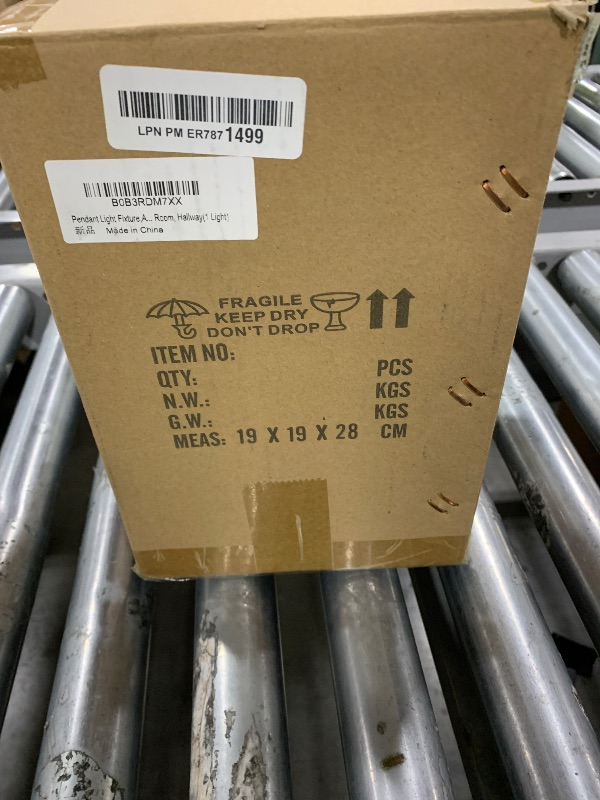 LPN PM ER787 1499
B0B3RDM7XX
Pendant Light Fixture,A... Room, Hallway(1 Light)
新品 Made in China
FRAGILE
KEEP DRY
DON'T DROP
ITEM NO:
QTY: PCS
N.W.: KGS
G.W.: KGS
MEAS: 19 X 19 X 28 CM